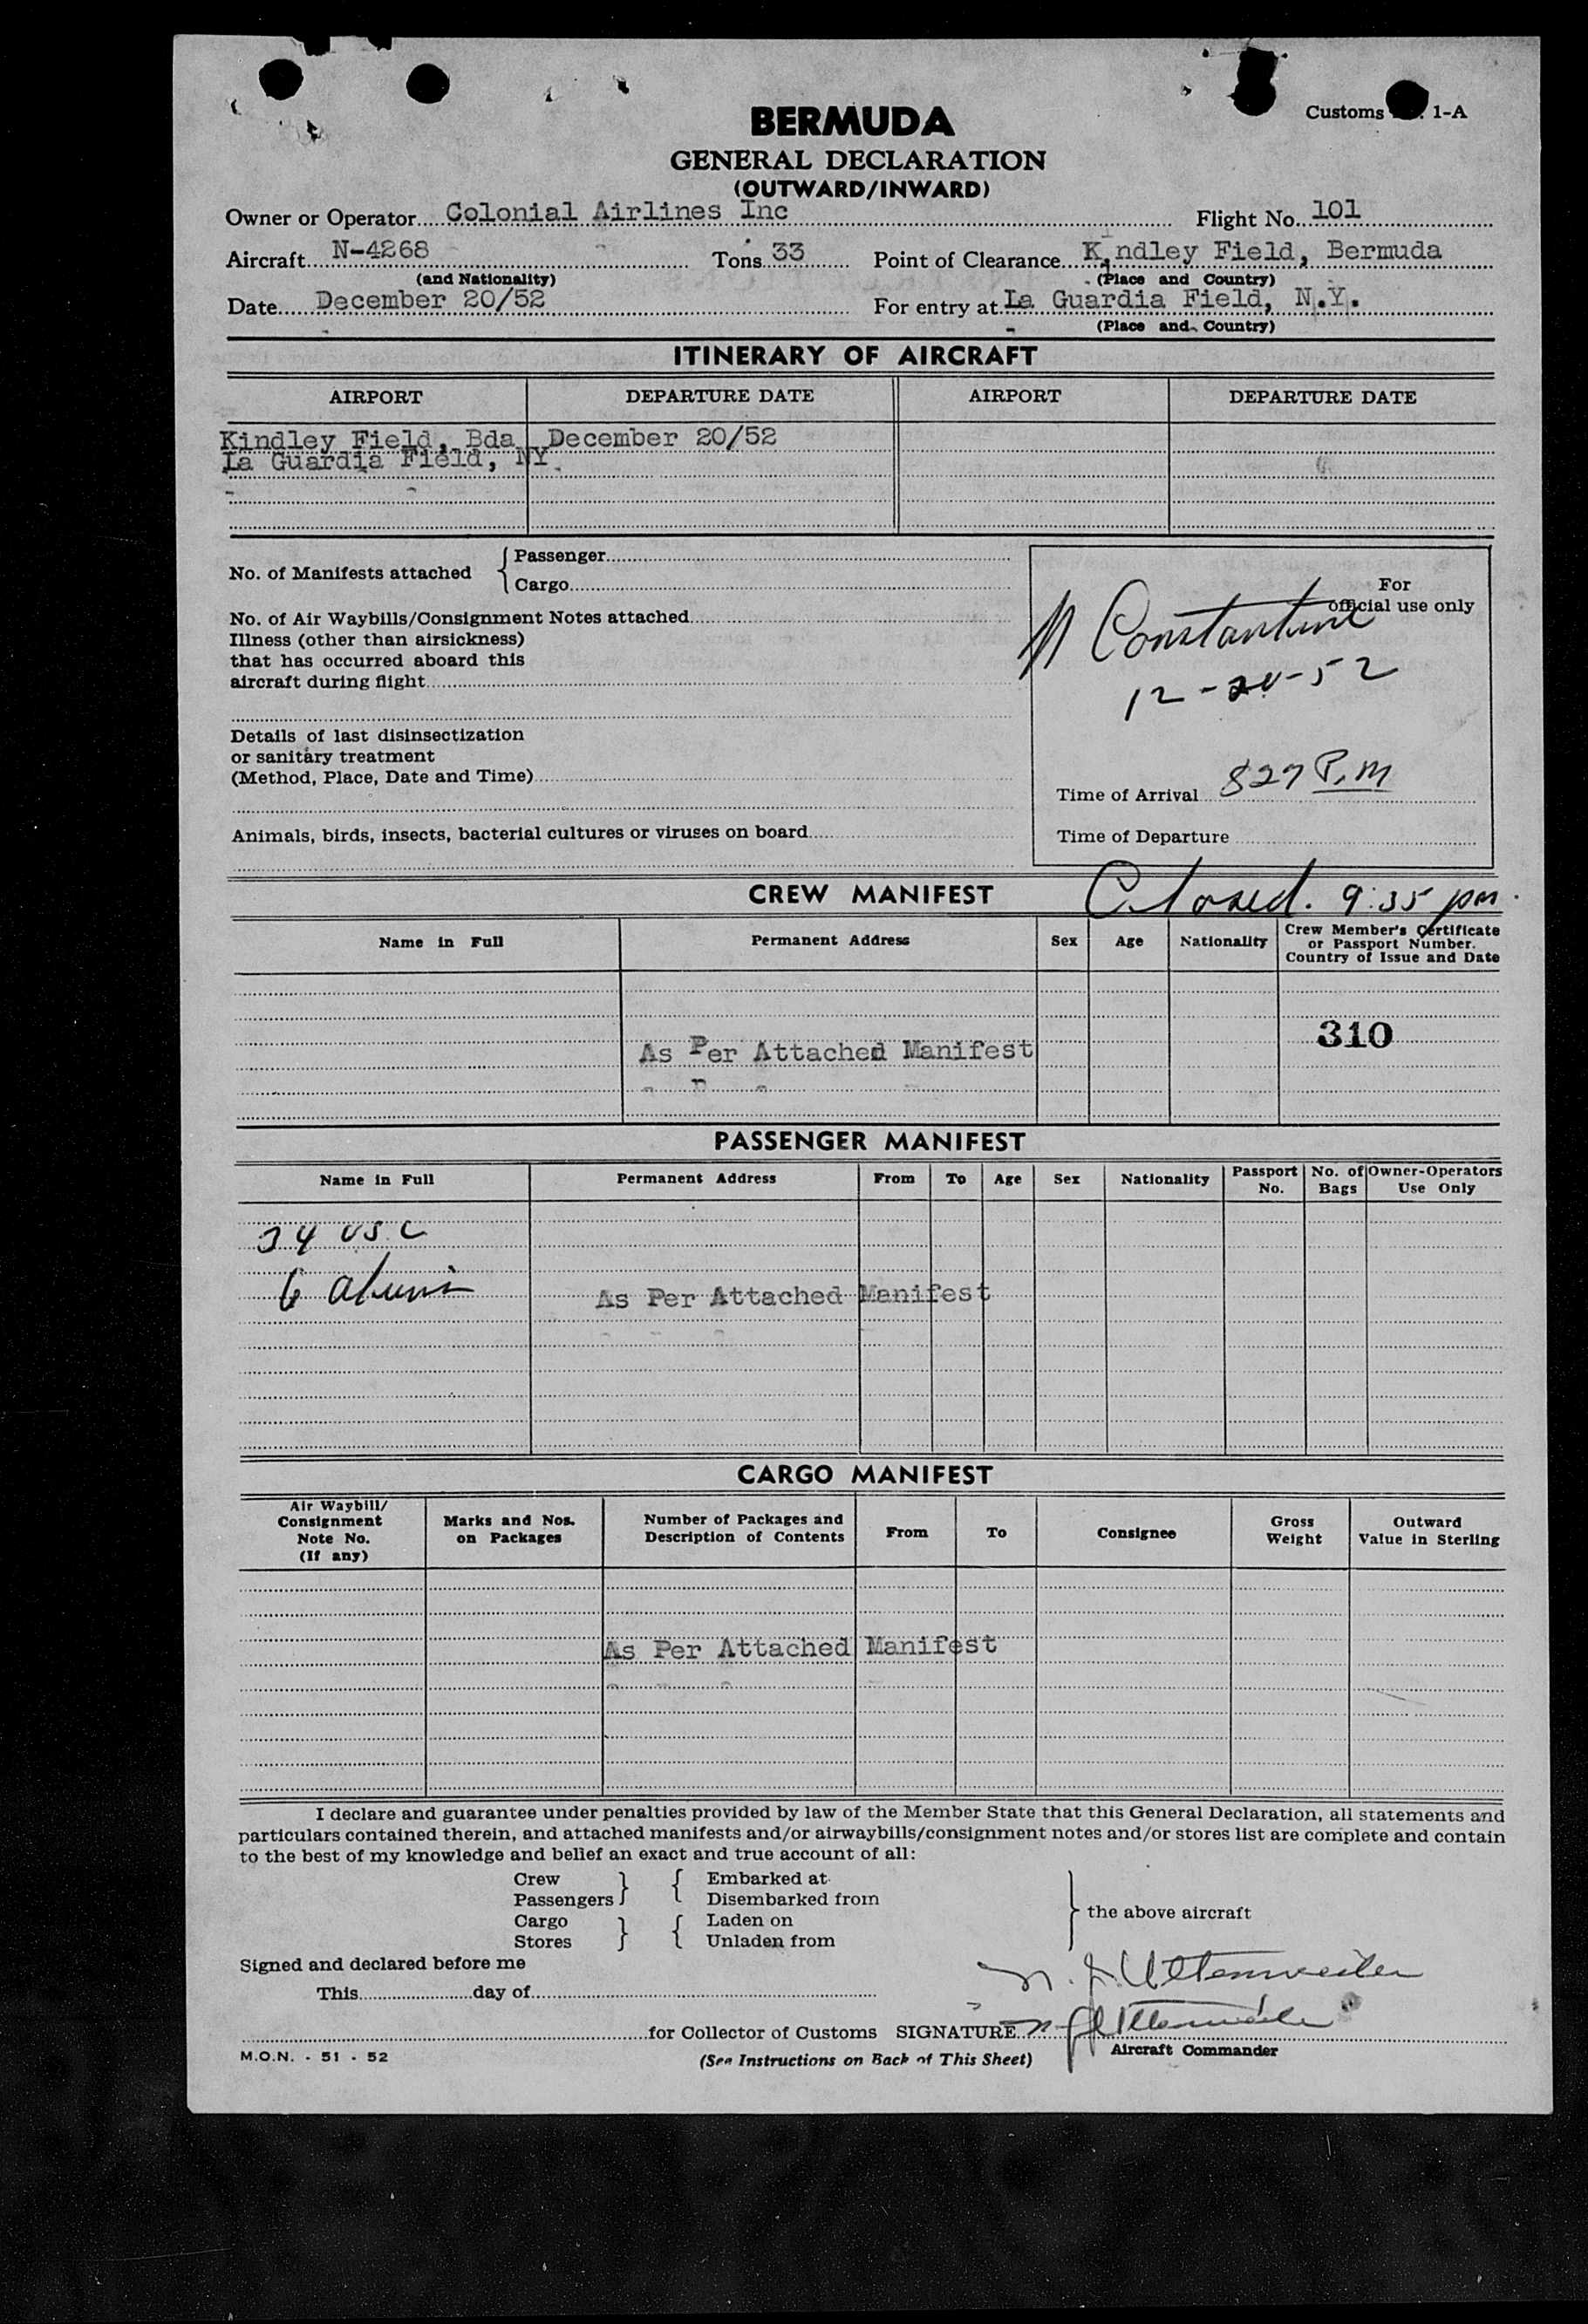 Customs 1-A
BERMUDA
GENERAL DECLARATION
(OUTWARD/INWARD)
Owner or Operator Colonial Airlines Inc Flight No. 101
Aircraft N-4268 Tons 33 Point of Clearance Kindley Field, Bermuda
(and Nationality) (Place and Country)
Date December 20/52 For entry at La Guardia Field, N.Y.
(Place and Country)
ITINERARY OF AIRCRAFT
AIRPORT DEPARTURE DATE AIRPORT DEPARTURE DATE
Kindley Field, Bda December 20/52
La Guardia Field, NY.
No. of Manifests attached { Passenger
Cargo
No. of Air Waybills/Consignment Notes attached
Illness (other than airsickness)
that has occurred aboard this
aircraft during flight
Details of last disinsectization
or sanitary treatment
(Method, Place, Date and Time)
Animals, birds, insects, bacterial cultures or viruses on board
For
official use only
Constantine
12-20-52
Time of Arrival 827 P.M
Time of Departure
Closed. 9:35 pm.
CREW MANIFEST
Name in Full Permanent Address Sex Age Nationality Crew Member's Certificate
or Passport Number.
Country of Issue and Date
310
As Per Attached Manifest
PASSENGER MANIFEST
Name in Full Permanent Address From To Age Sex Nationality Passport No. No. of Bags Owner-Operators Use Only
34 USC
6 aliens
As Per Attached Manifest
CARGO MANIFEST
Air Waybill/
Consignment
Note No.
(If any)
Marks and Nos.
on Packages
Number of Packages and
Description of Contents
From To Consignee
Gross
Weight
Outward
Value in Sterling
As Per Attached Manifest
I declare and guarantee under penalties provided by law of the Member State that this General Declaration, all statements and
particulars contained therein, and attached manifests and/or airwaybills/consignment notes and/or stores list are complete and contain
to the best of my knowledge and belief an exact and true account of all:
Crew } { Embarked at
Passengers Disembarked from
Cargo } { Laden on
Stores Unladen from
} the above aircraft
Signed and declared before me
This day of
N. J. Uttenweiler
for Collector of Customs SIGNATURE N J Uttenweiler
Aircraft Commander
M.O.N. - 51 - 52
(See Instructions on Back of This Sheet)